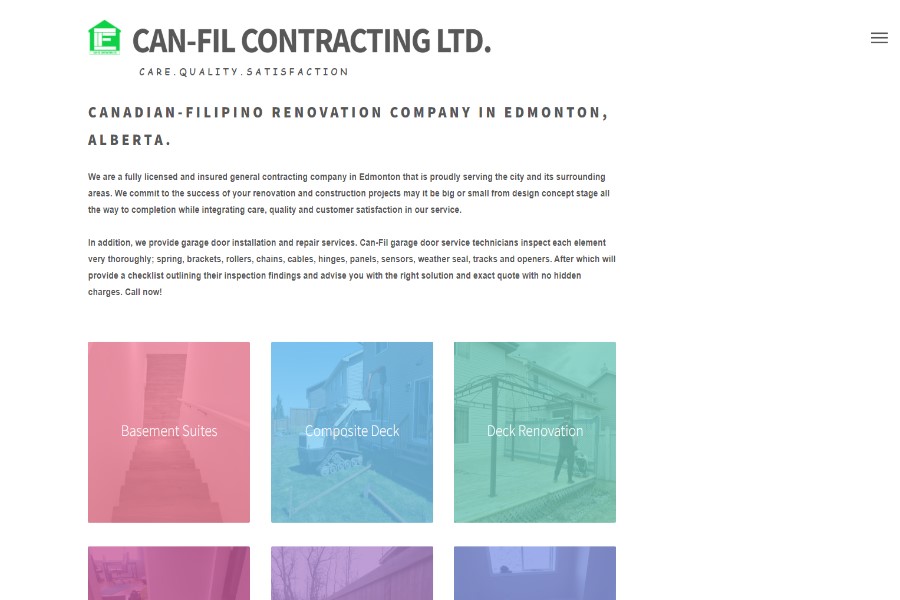 CAN-FIL CONTRACTING LTD.
CARE.QUALITY.SATISFACTION
CANADIAN-FILIPINO RENOVATION COMPANY IN EDMONTON,
ALBERTA.
We are a fully licensed and insured general contracting company in Edmonton that is proudly serving the city and its surrounding
areas. We commit to the success of your renovation and construction projects may it be big or small from design concept stage all
the way to completion while integrating care, quality and customer satisfaction in our service.
In addition, we provide garage door installation and repair services. Can-Fil garage door service technicians inspect each element
very thoroughly; spring, brackets, rollers, chains, cables, hinges, panels, sensors, weather seal, tracks and openers. After which will
provide a checklist outlining their inspection findings and advise you with the right solution and exact quote with no hidden
charges. Call now!
Basement Suites
Composite Deck
Deck Renovation